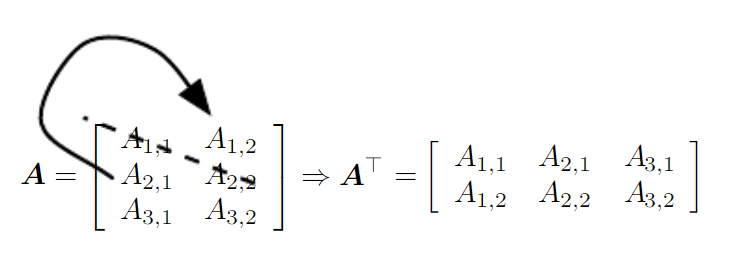 A = [ A1,1 A1,2
A2,1 A2,2
A3,1 A3,2 ] ⇒ A⊤ = [ A1,1 A2,1 A3,1
A1,2 A2,2 A3,2 ]